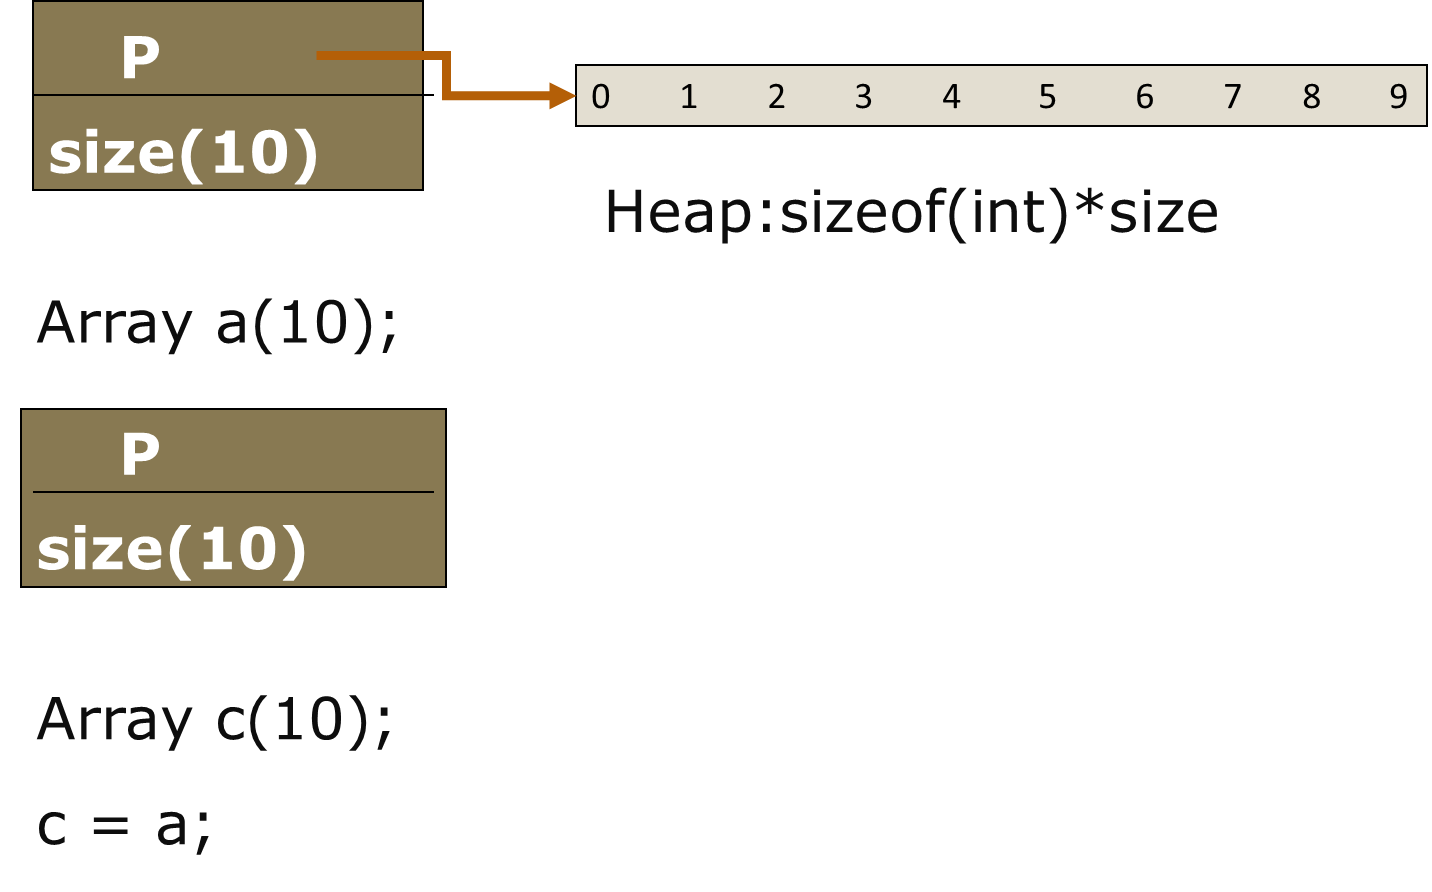 P
0 1 2 3 4 5 6 7 8 9
size(10)
Heap:sizeof(int)*size
Array a(10);
P
size(10)
Array c(10);
c = a;